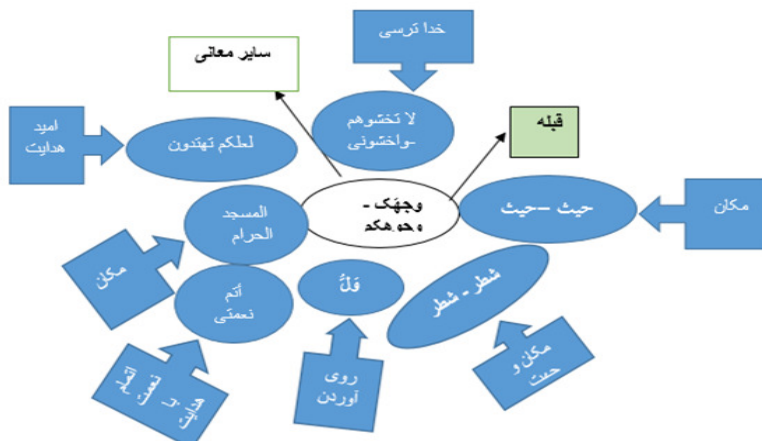 خدا ترسی
سایر معانی
لا تخشوهم
-واخشونی
قبله
امید
هدایت
لعلکم تهتدون
وجهک -
وجوهکم
حیث –حیث
مکان
المسجد
الحرام
مکان
أتم
نعمتی
فَلُّ
شطر - شطر
مکان و
جهت
روی
آوردن
اتمام
نعمت
با
هدایت